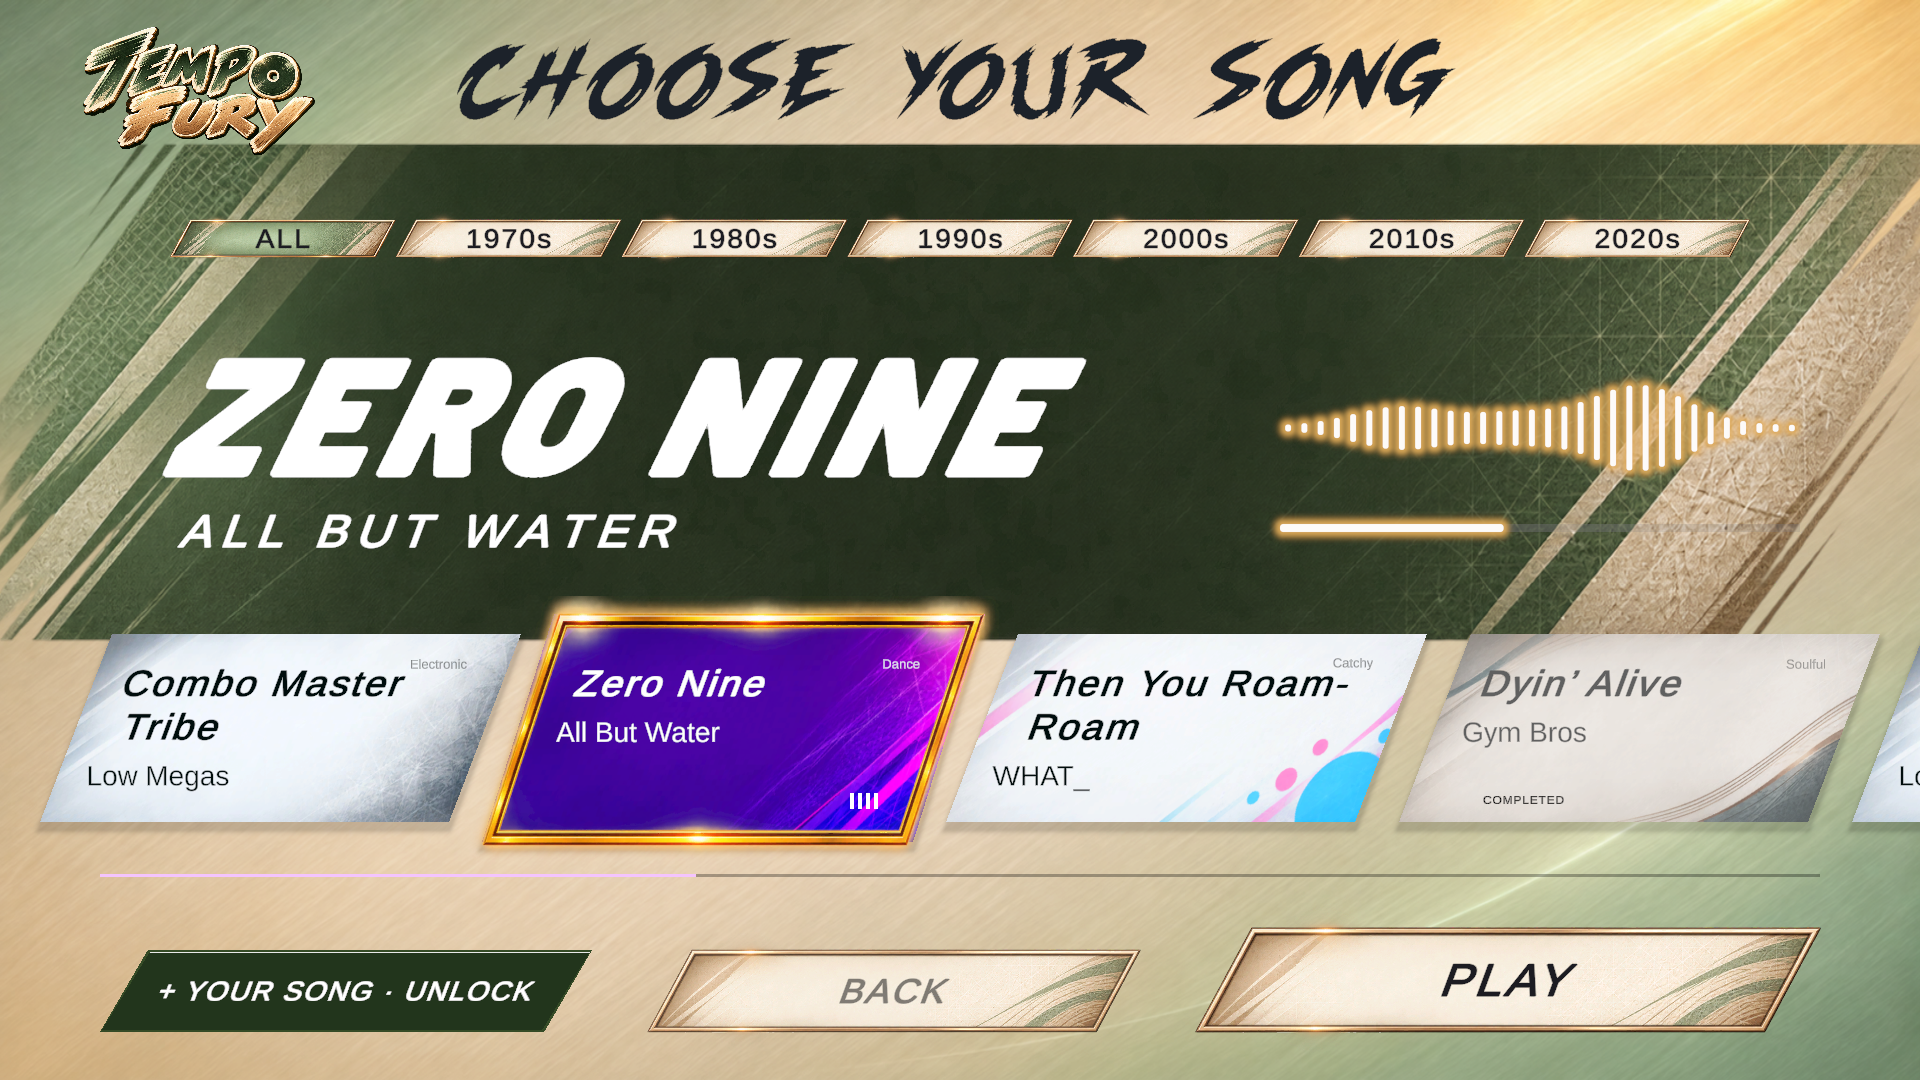 TEMPO
FURY
CHOOSE YOUR SONG
ALL
1970s
1980s
1990s
2000s
2010s
2020s
ZERO NINE
ALL BUT WATER
Combo Master
Tribe
Electronic
Low Megas
Zero Nine
Dance
All But Water
Then You Roam-
Roam
Catchy
WHAT_
Dyin’ Alive
Soulful
Gym Bros
COMPLETED
+ YOUR SONG · UNLOCK
BACK
PLAY